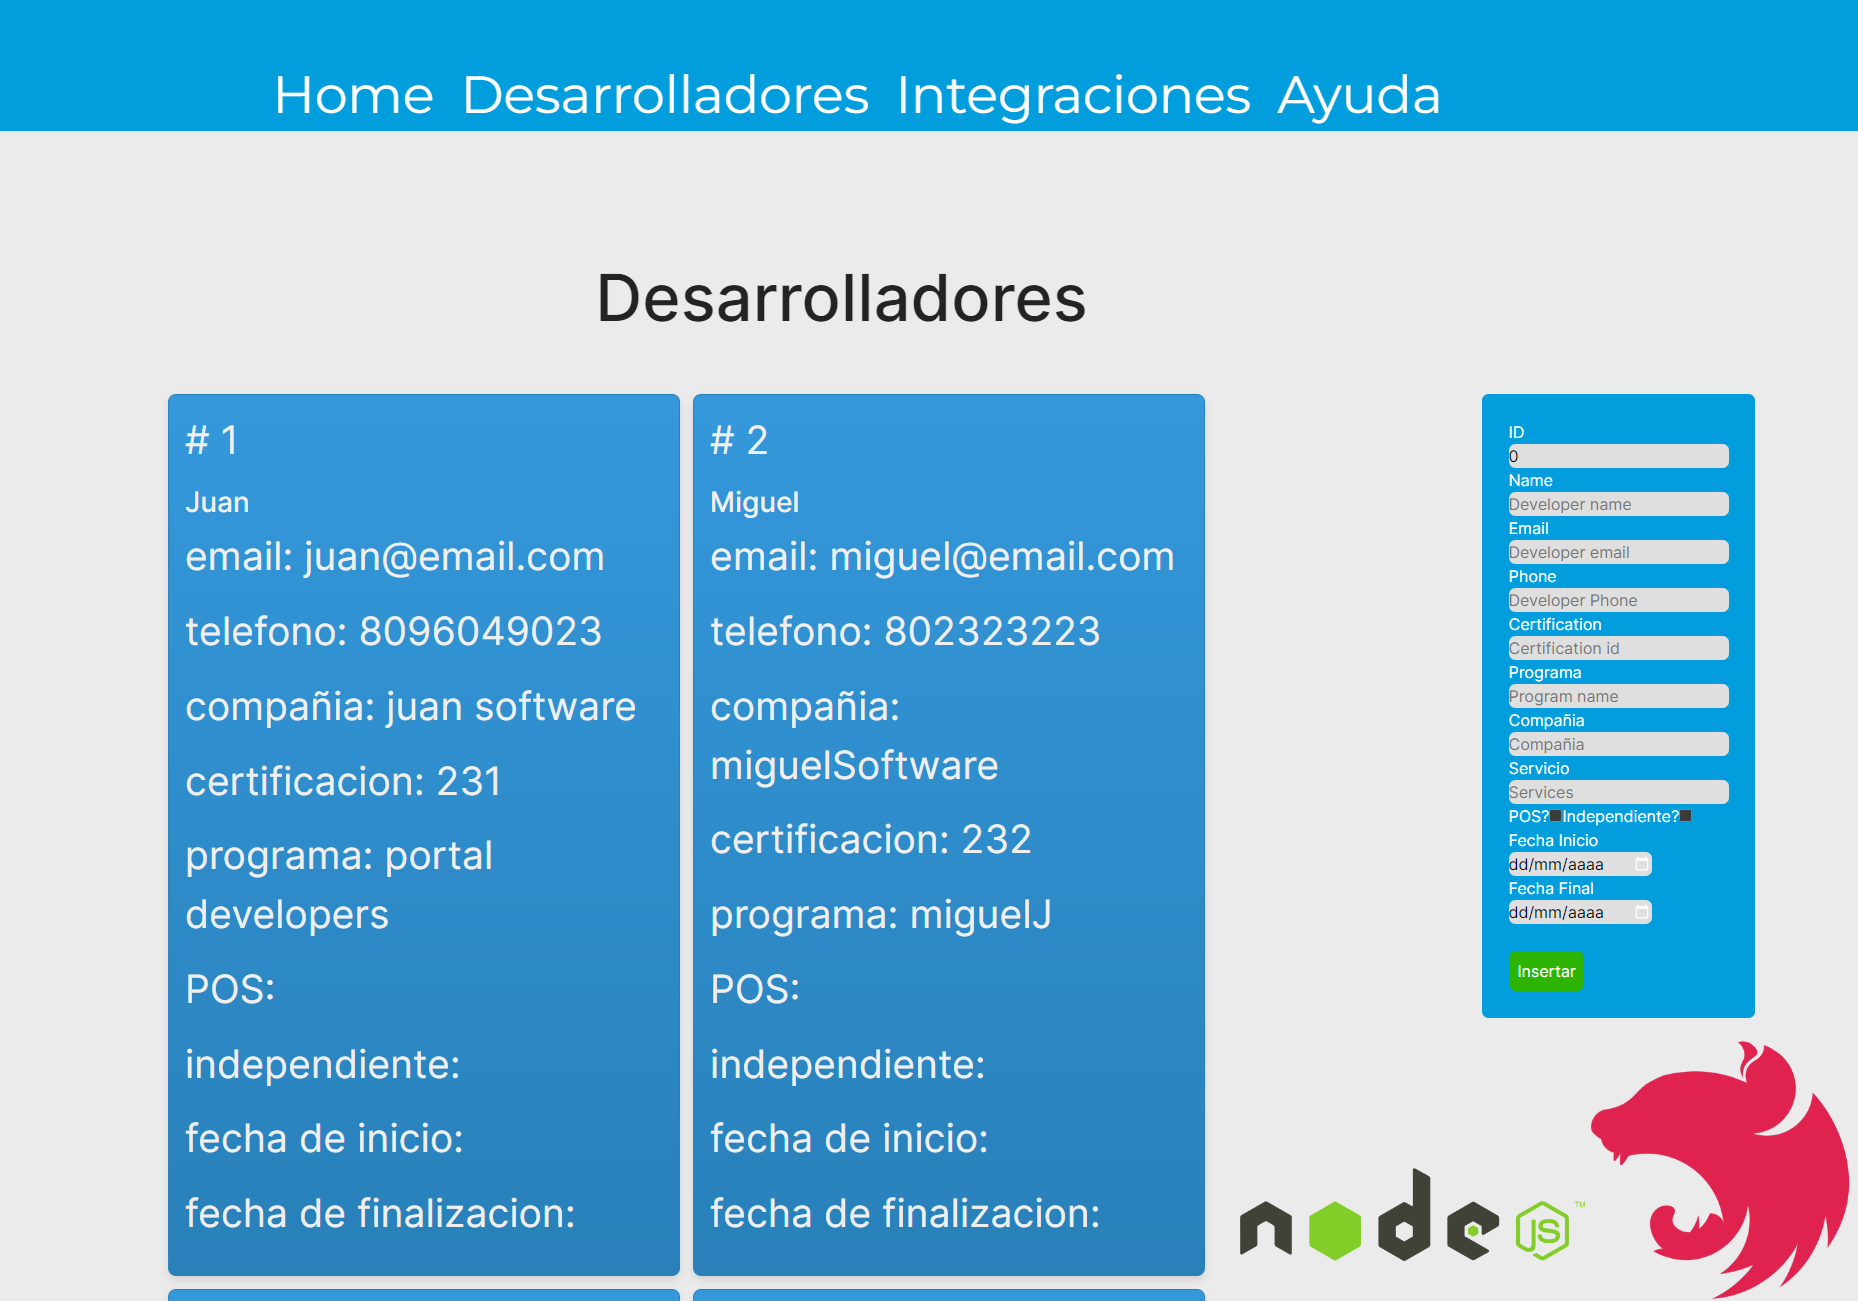 Home Desarrolladores Integraciones Ayuda
Desarrolladores
# 1
Juan
email: juan@email.com
telefono: 8096049023
compañia: juan software
certificacion: 231
programa: portal
developers
POS:
independiente:
fecha de inicio:
fecha de finalizacion:
# 2
Miguel
email: miguel@email.com
telefono: 802323223
compañia:
miguelSoftware
certificacion: 232
programa: miguelJ
POS:
independiente:
fecha de inicio:
fecha de finalizacion:
ID
0
Name
Developer name
Email
Developer email
Phone
Developer Phone
Certification
Certification id
Programa
Program name
Compañia
Compañia
Servicio
Services
POS? Independiente?
Fecha Inicio
dd/mm/aaaa
Fecha Final
dd/mm/aaaa
Insertar
node JS TM